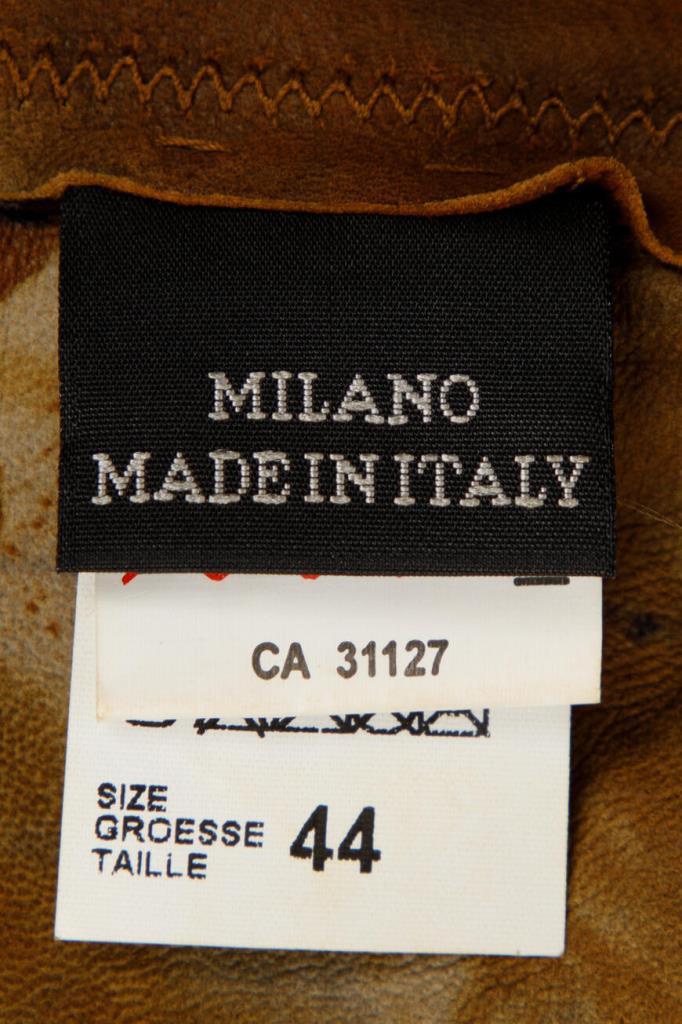 MILANO
MADE IN ITALY
CA 31127
SIZE
GROESSE
TAILLE
44